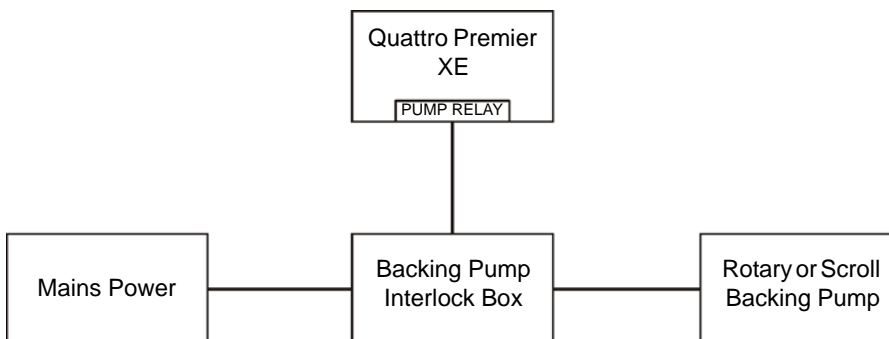 Quattro Premier
XE
PUMP RELAY
Mains Power
Backing Pump
Interlock Box
Rotary or Scroll
Backing Pump